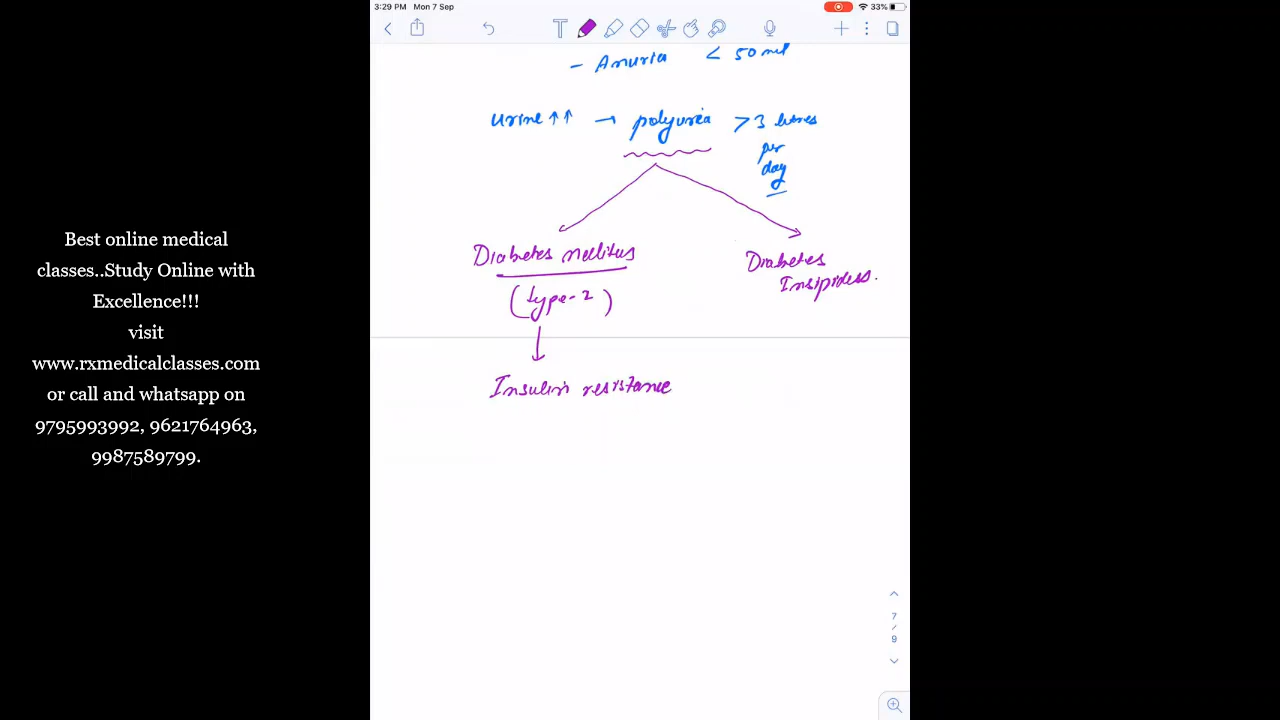 3:29 PM Mon 7 Sep
33%
- Anuria < 50 ml
urine ↑↑ → polyuria > 3 litres
per
day
Diabetes mellitus
Diabetes
Insipidess.
(type-2)
Insulin resistance
7
/
9
Best online medical
classes..Study Online with
Excellence!!!
visit
www.rxmedicalclasses.com
or call and whatsapp on
9795993992, 9621764963,
9987589799.